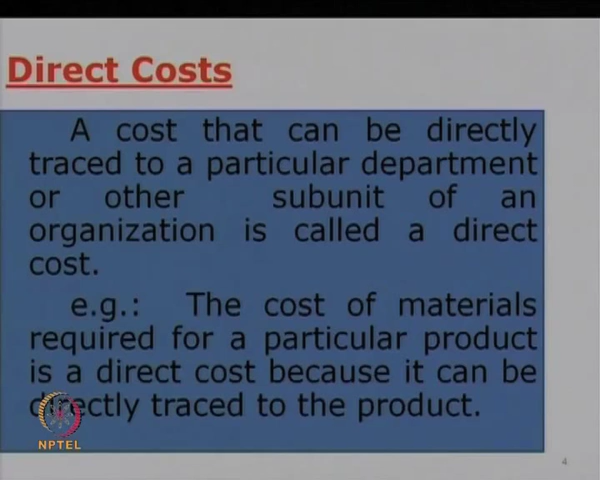 Direct Costs
A cost that can be directly
traced to a particular department
or other subunit of an
organization is called a direct
cost.
e.g.: The cost of materials
required for a particular product
is a direct cost because it can be
directly traced to the product.
NPTEL
4